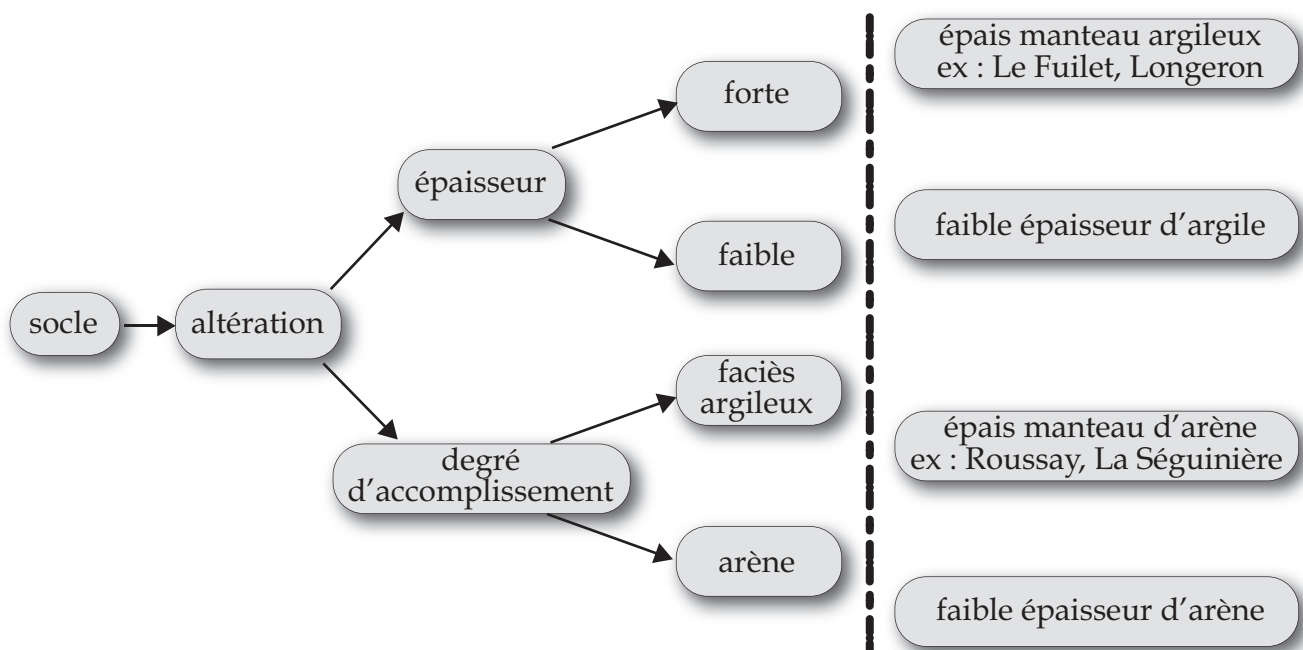 socle
altération
épaisseur
degré
d’accomplissement
forte
faible
faciès
argileux
arène
épais manteau argileux
ex : Le Fuilet, Longeron
faible épaisseur d’argile
épais manteau d’arène
ex : Roussay, La Séguinière
faible épaisseur d’arène